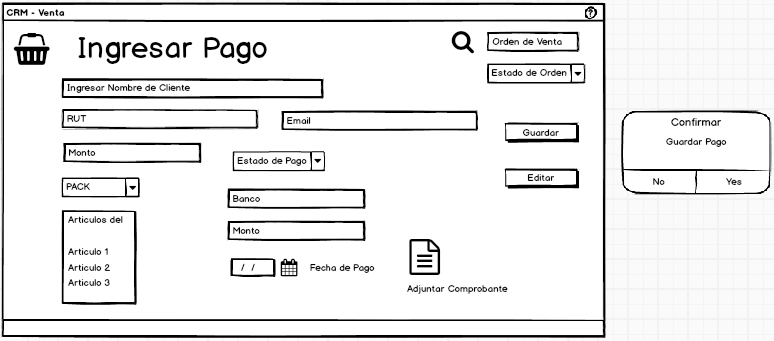 CRM - Venta
?
Ingresar Pago
Orden de Venta
Estado de Orden
Ingresar Nombre de Cliente
RUT
Email
Guardar
Monto
Estado de Pago
Editar
PACK
Banco
Articulos del
Monto
Articulo 1
Articulo 2
Articulo 3
/ /
Fecha de Pago
Adjuntar Comprobante
Confirmar
Guardar Pago
No
Yes